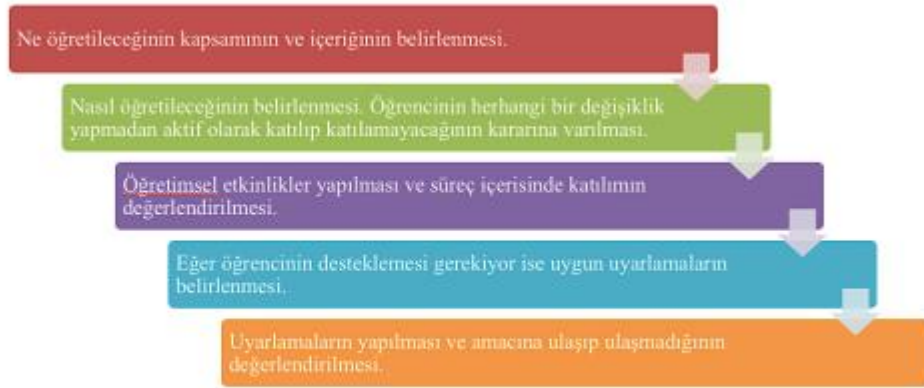 Ne öğretileceğinin kapsamının ve içeriğinin belirlenmesi.
Nasıl öğretileceğinin belirlenmesi. Öğrencinin herhangi bir değişiklik
yapmadan aktif olarak katılıp katılamayacağının kararına varılması.
Öğretimsel etkinlikler yapılması ve süreç içerisinde katılımın
değerlendirilmesi.
Eğer öğrencinin desteklemesi gerekiyor ise uygun uyarlamaların
belirlenmesi.
Uyarlamaların yapılması ve amacına ulaşıp ulaşmadığının
değerlendirilmesi.